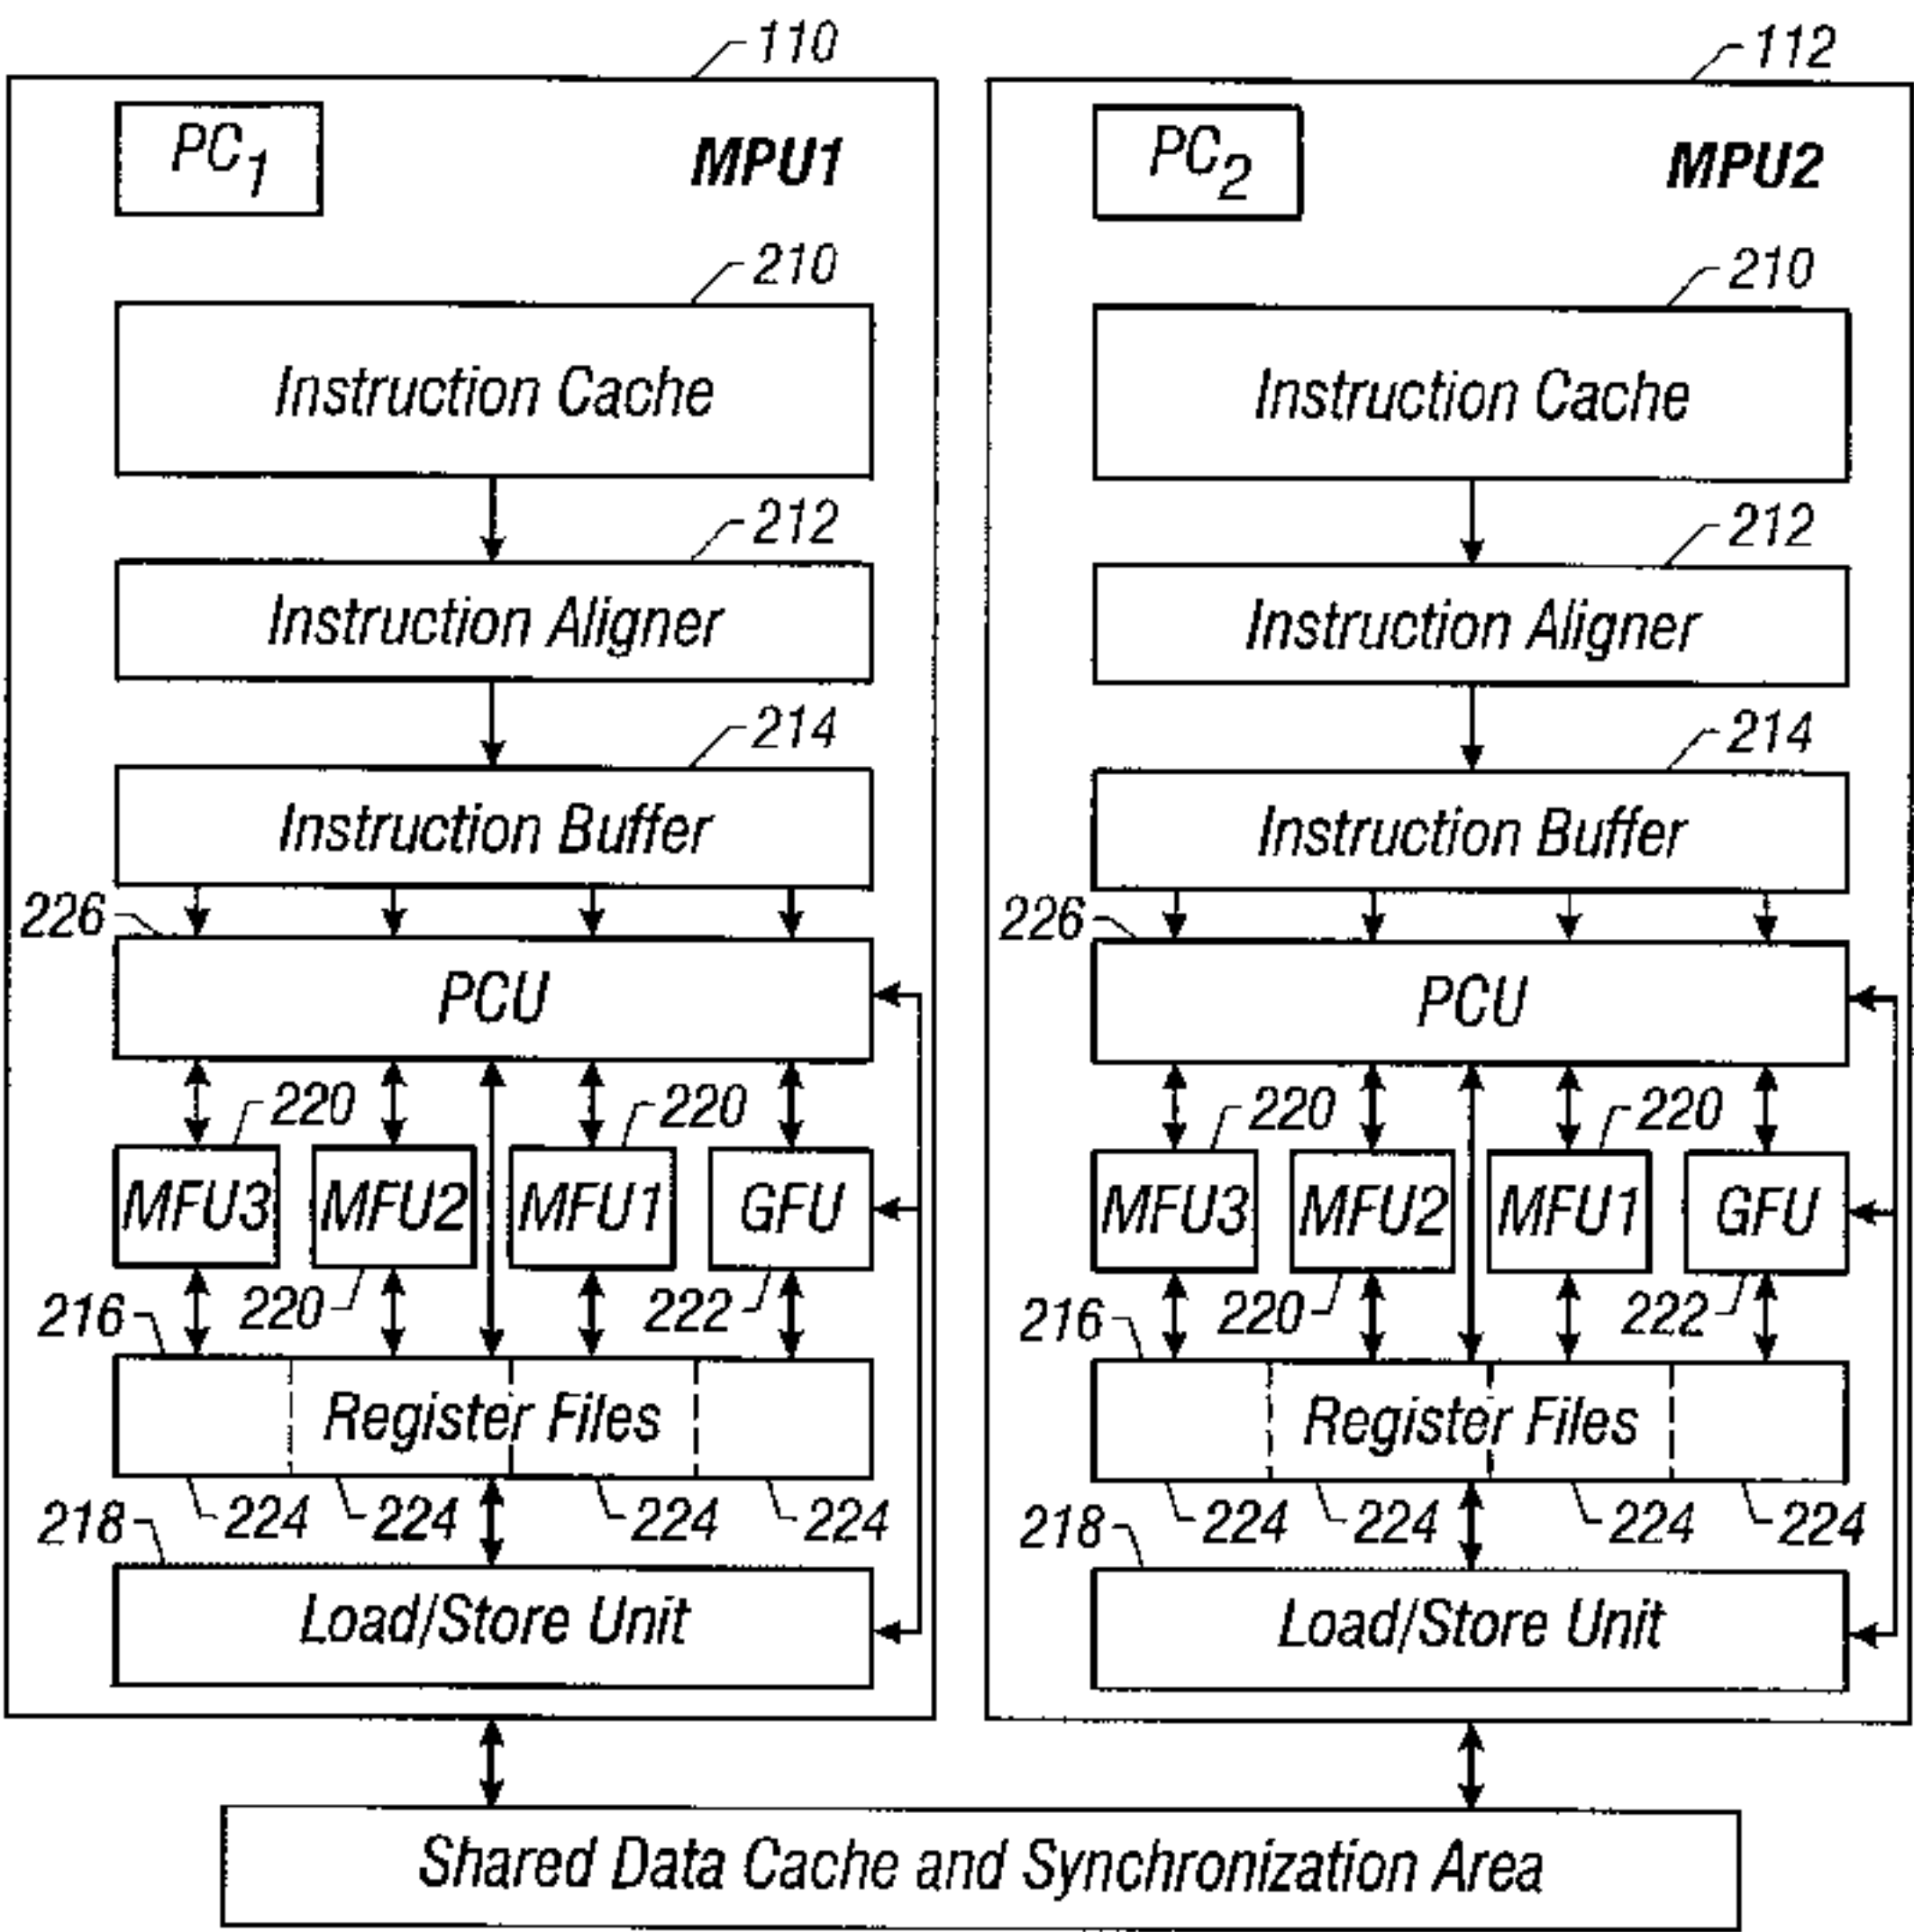 110
PC1
MPU1
210
Instruction Cache
212
Instruction Aligner
214
Instruction Buffer
226
PCU
220
220
MFU3
MFU2
MFU1
GFU
220
222
216
Register Files
224
224
224
224
218
Load/Store Unit
112
PC2
MPU2
210
Instruction Cache
212
Instruction Aligner
214
Instruction Buffer
226
PCU
220
220
MFU3
MFU2
MFU1
GFU
220
222
216
Register Files
224
224
224
224
218
Load/Store Unit
Shared Data Cache and Synchronization Area